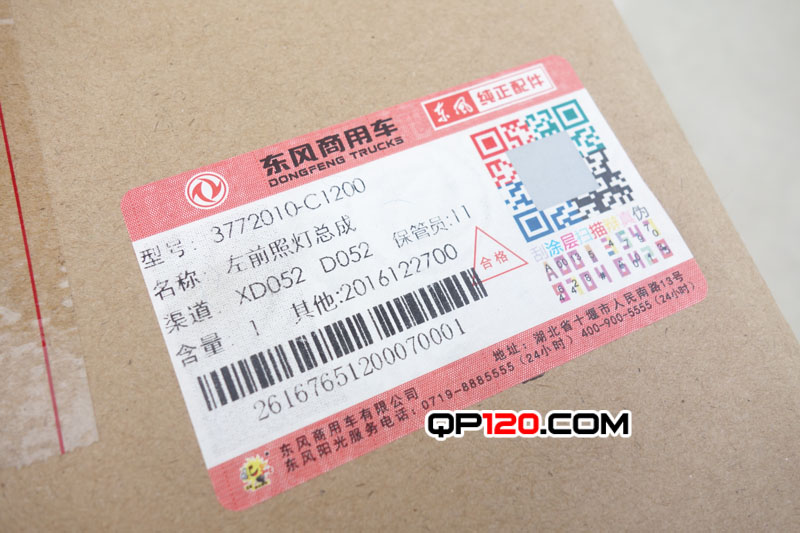 东风 纯正配件
东风商用车
DONGFENG TRUCKS
型号: 3772010-C1200
名称: 左前照灯总成
渠道: XD052 D052 保管员:11
含量: 1 其他:2016122700
合格
刮涂层扫描辨真伪
26167651200070001
东风商用车有限公司 地址: 湖北省十堰市人民南路13号
东风阳光服务电话: 0719-8885555 (24小时) 400-900-5555 (24小时)
QP120.COM